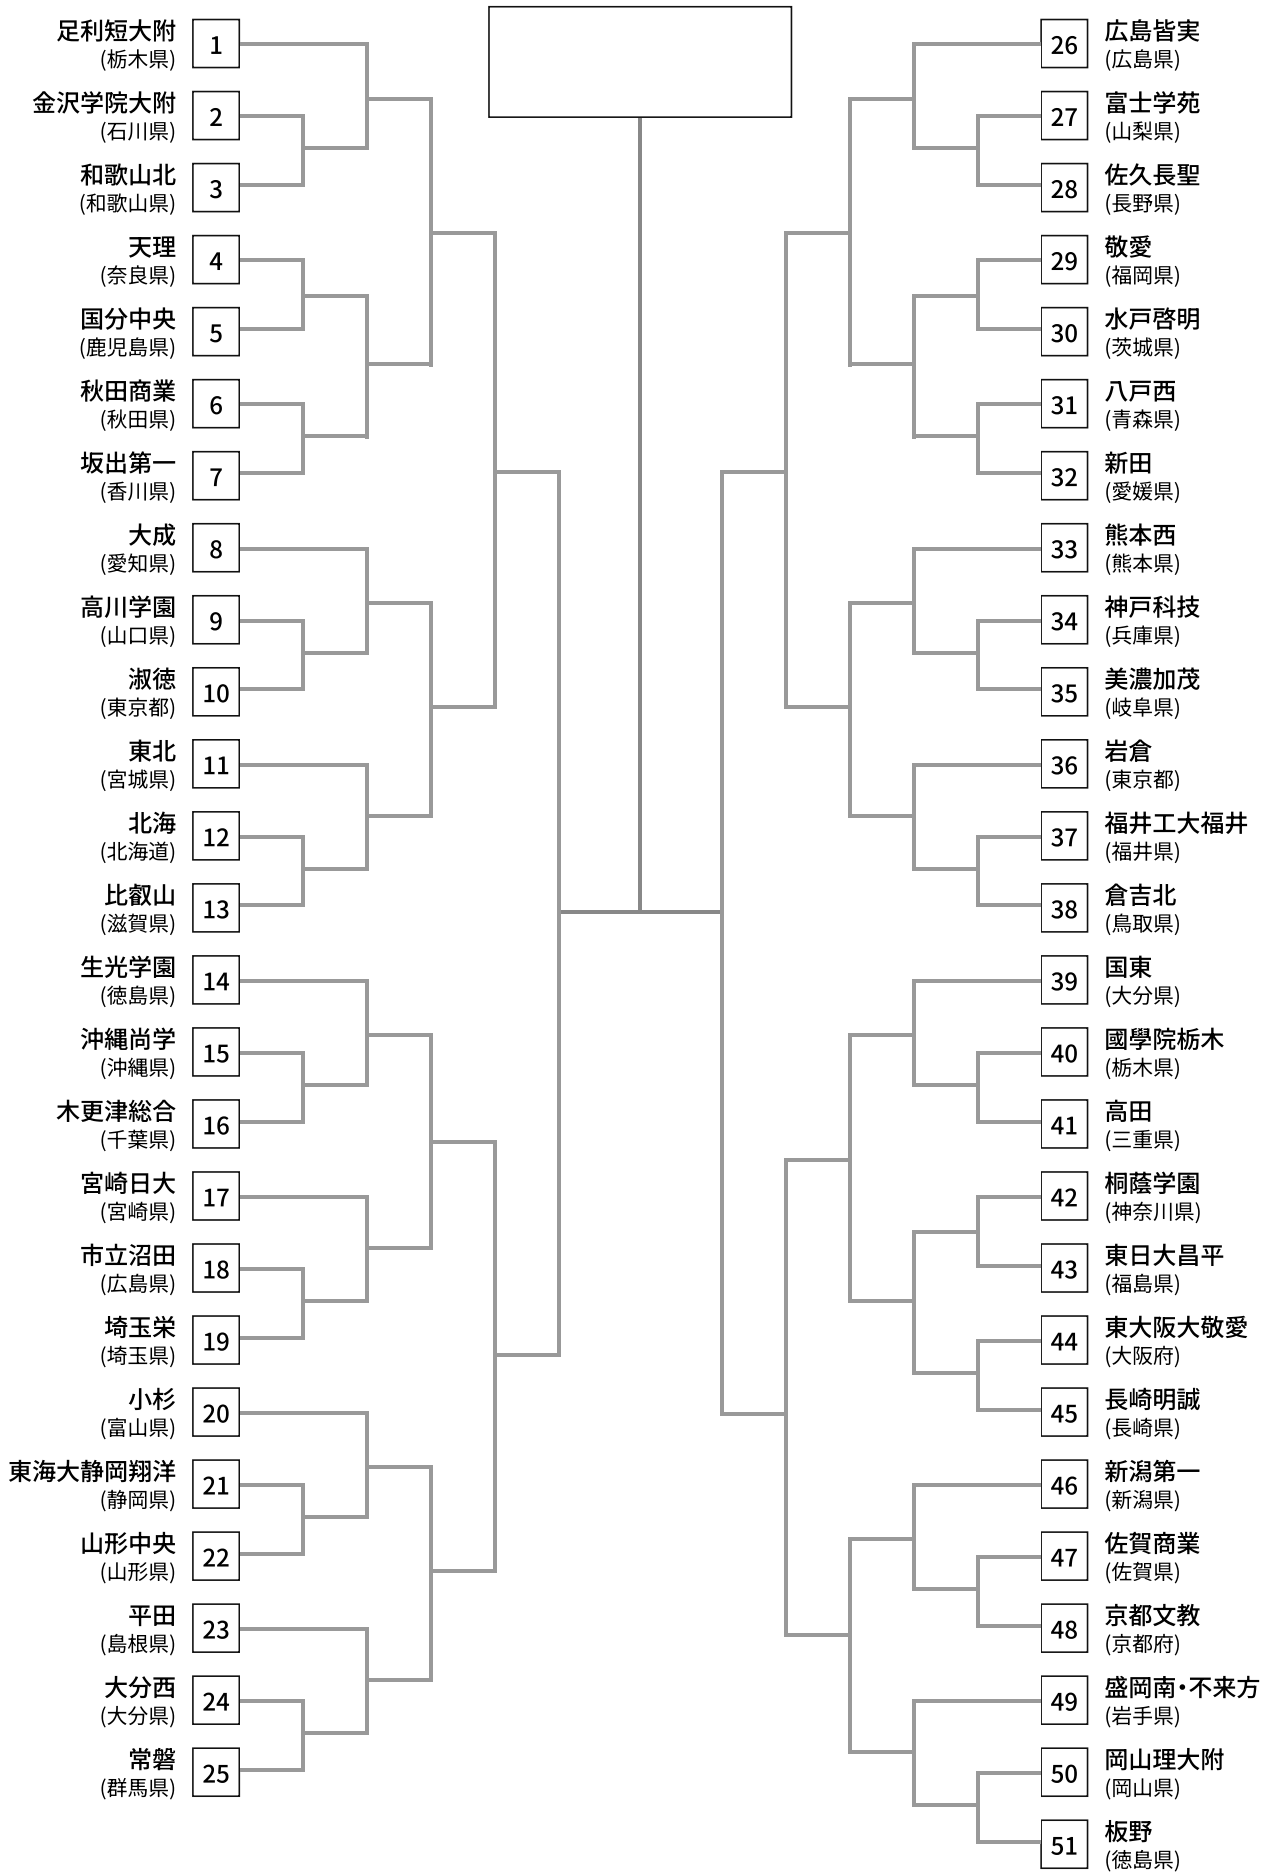 足利短大附
(栃木県)
1
金沢学院大附
(石川県)
2
和歌山北
(和歌山県)
3
天理
(奈良県)
4
国分中央
(鹿児島県)
5
秋田商業
(秋田県)
6
坂出第一
(香川県)
7
大成
(愛知県)
8
高川学園
(山口県)
9
淑徳
(東京都)
10
東北
(宮城県)
11
北海
(北海道)
12
比叡山
(滋賀県)
13
生光学園
(徳島県)
14
沖縄尚学
(沖縄県)
15
木更津総合
(千葉県)
16
宮崎日大
(宮崎県)
17
市立沼田
(広島県)
18
埼玉栄
(埼玉県)
19
小杉
(富山県)
20
東海大静岡翔洋
(静岡県)
21
山形中央
(山形県)
22
平田
(島根県)
23
大分西
(大分県)
24
常磐
(群馬県)
25
26
広島皆実
(広島県)
27
富士学苑
(山梨県)
28
佐久長聖
(長野県)
29
敬愛
(福岡県)
30
水戸啓明
(茨城県)
31
八戸西
(青森県)
32
新田
(愛媛県)
33
熊本西
(熊本県)
34
神戸科技
(兵庫県)
35
美濃加茂
(岐阜県)
36
岩倉
(東京都)
37
福井工大福井
(福井県)
38
倉吉北
(鳥取県)
39
国東
(大分県)
40
國學院栃木
(栃木県)
41
高田
(三重県)
42
桐蔭学園
(神奈川県)
43
東日大昌平
(福島県)
44
東大阪大敬愛
(大阪府)
45
長崎明誠
(長崎県)
46
新潟第一
(新潟県)
47
佐賀商業
(佐賀県)
48
京都文教
(京都府)
49
盛岡南・不来方
(岩手県)
50
岡山理大附
(岡山県)
51
板野
(徳島県)